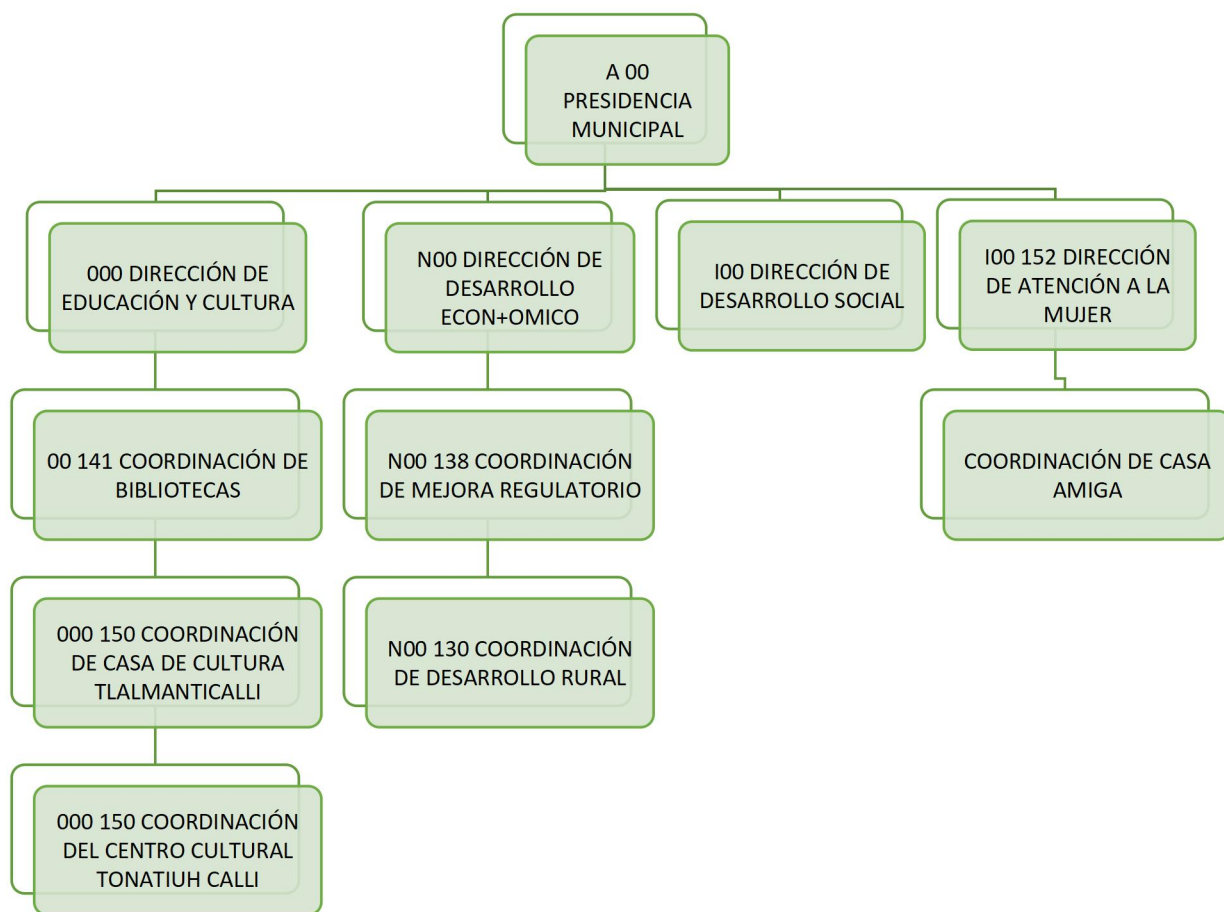 A 00
PRESIDENCIA
MUNICIPAL
000 DIRECCIÓN DE
EDUCACIÓN Y CULTURA
N00 DIRECCIÓN DE
DESARROLLO
ECON+OMICO
I00 DIRECCIÓN DE
DESARROLLO SOCIAL
I00 152 DIRECCIÓN
DE ATENCIÓN A LA
MUJER
00 141 COORDINACIÓN DE
BIBLIOTECAS
N00 138 COORDINACIÓN
DE MEJORA REGULATORIO
COORDINACIÓN DE CASA
AMIGA
000 150 COORDINACIÓN
DE CASA DE CULTURA
TLALMANTICALLI
N00 130 COORDINACIÓN
DE DESARROLLO RURAL
000 150 COORDINACIÓN
DEL CENTRO CULTURAL
TONATIUH CALLI